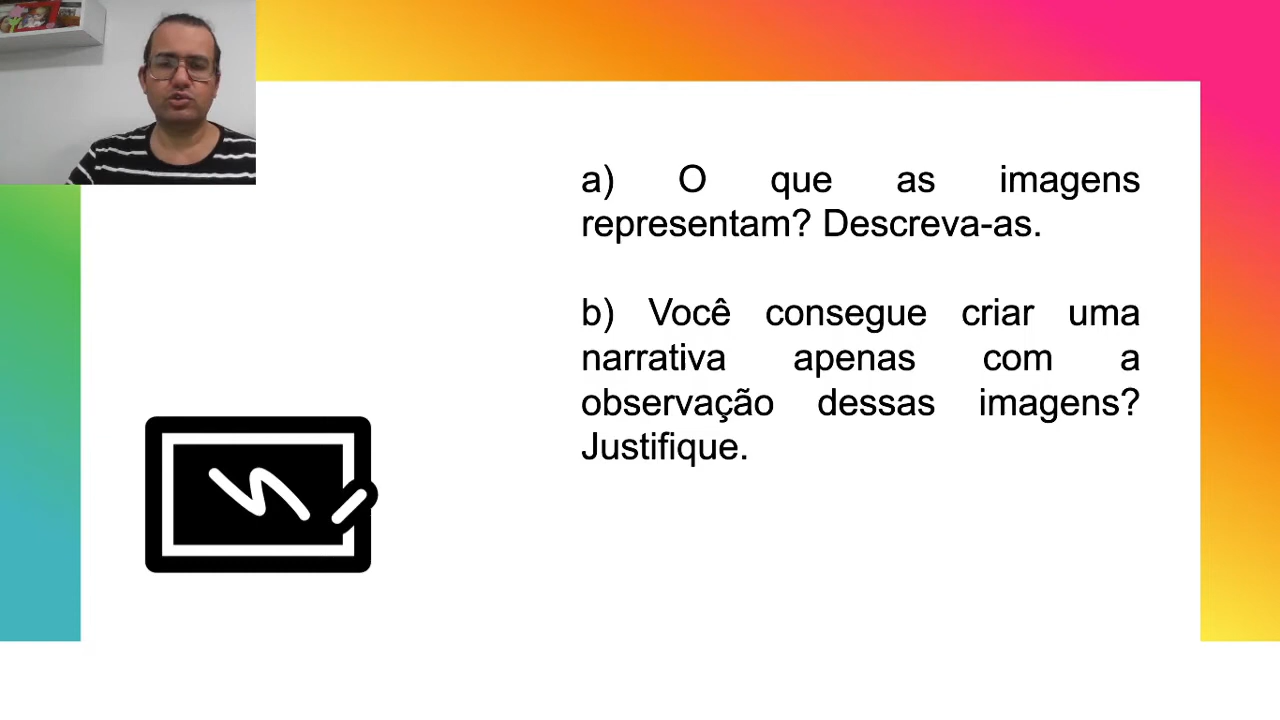 a) O que as imagens
representam? Descreva-as.
b) Você consegue criar uma
narrativa apenas com a
observação dessas imagens?
Justifique.